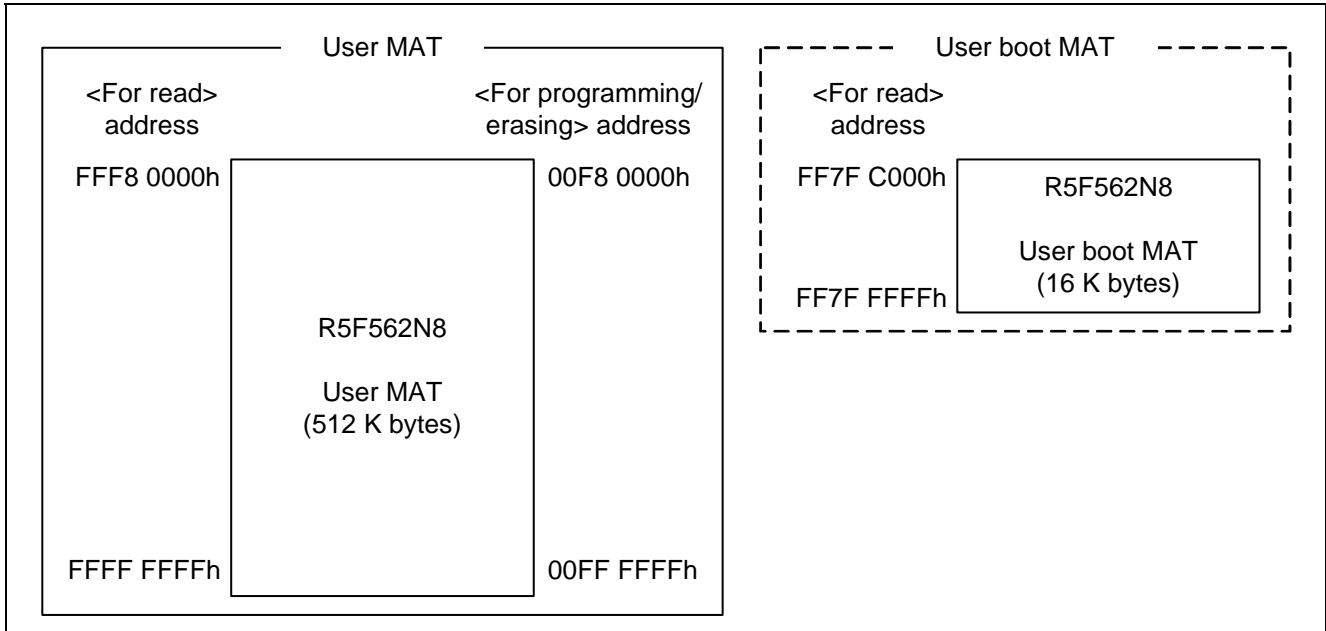 User MAT
<For read>
address
<For programming/
erasing> address
FFF8 0000h
00F8 0000h
R5F562N8
User MAT
(512 K bytes)
FFFF FFFFh
00FF FFFFh
User boot MAT
<For read>
address
FF7F C000h
R5F562N8
User boot MAT
(16 K bytes)
FF7F FFFFh